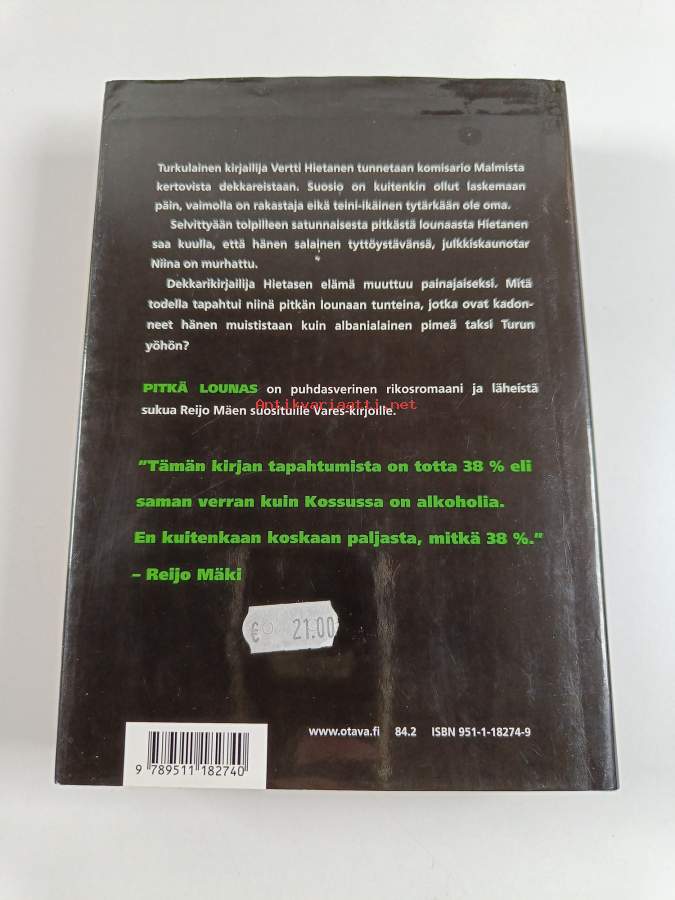 Turkulainen kirjailija Vertti Hietanen tunnetaan komisario Malmista
kertovista dekkareistaan. Suosio on kuitenkin ollut laskemaan
päin, vaimolla on rakastaja eikä teini-ikäinen tytärkään ole oma.
Selvittyään tolpilleen satunnaisesta pitkästä lounaasta Hietanen
saa kuulla, että hänen salainen tyttöystävänsä, julkkiskaunotar
Niina on murhattu.
Dekkarikirjailija Hietasen elämä muuttuu painajaiseksi. Mitä
todella tapahtui niinä pitkän lounaan tunteina, jotka ovat kadon-
neet hänen muististaan kuin albanialainen pimeä taksi Turun
yöhön?
PITKÄ LOUNAS on puhdasverinen rikosromaani ja läheistä
sukua Reijo Mäen suosituille Vares-kirjoille.
Antikvariaatti.net
”Tämän kirjan tapahtumista on totta 38 % eli
saman verran kuin Kossussa on alkoholia.
En kuitenkaan koskaan paljasta, mitkä 38 %.”
– Reijo Mäki
€ 21.00
www.otava.fi 84.2 ISBN 951-1-18274-9
9 789511 182740